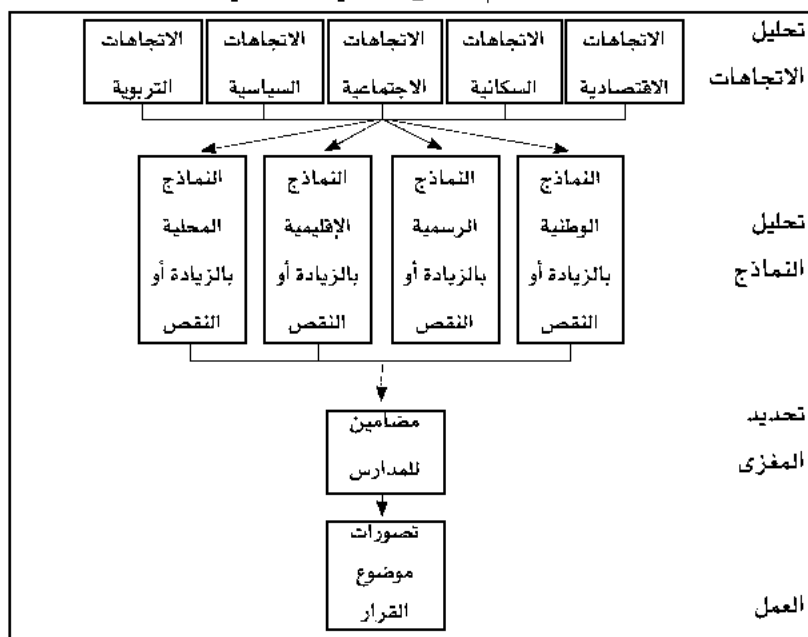 تحليل
الاتجاهات
الاتجاهات
الاقتصادية
الاتجاهات
السكانية
الاتجاهات
الاجتماعية
الاتجاهات
السياسية
الاتجاهات
التربوية
تحليل
النماذج
النماذج
الوطنية
بالزيادة أو
النقص
النماذج
الرسمية
بالزيادة أو
النقص
النماذج
الإقليمية
بالزيادة أو
النقص
النماذج
المحلية
بالزيادة أو
النقص
تحديد
المغزى
مضامين
للمدارس
العمل
تصورات
موضوع
القرار